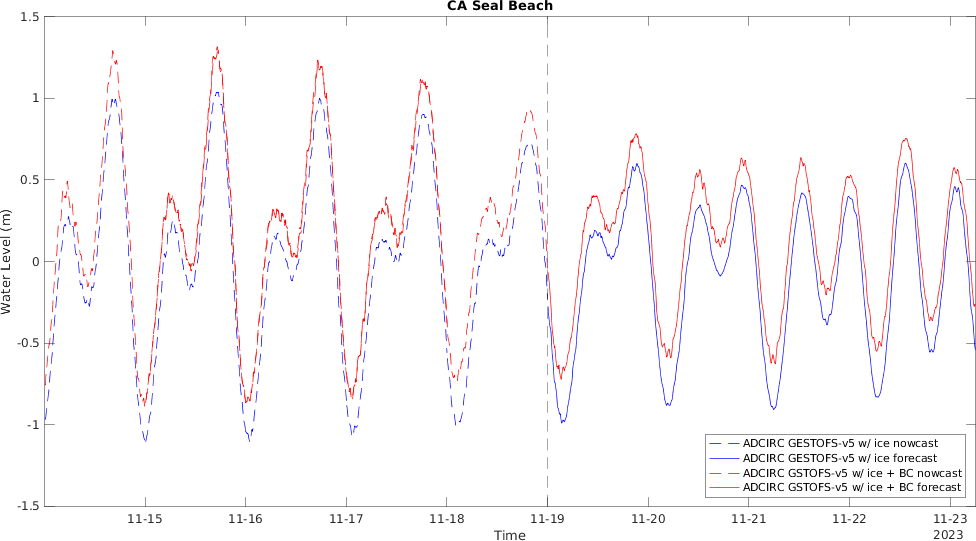 CA Seal Beach
1.5
1
0.5
0
-0.5
-1
-1.5
Water Level (m)
11-15
11-16
11-17
11-18
11-19
11-20
11-21
11-22
11-23
Time
2023
ADCIRC GESTOFS-v5 w/ ice nowcast
ADCIRC GESTOFS-v5 w/ ice forecast
ADCIRC GSTOFS-v5 w/ ice + BC nowcast
ADCIRC GSTOFS-v5 w/ ice + BC forecast